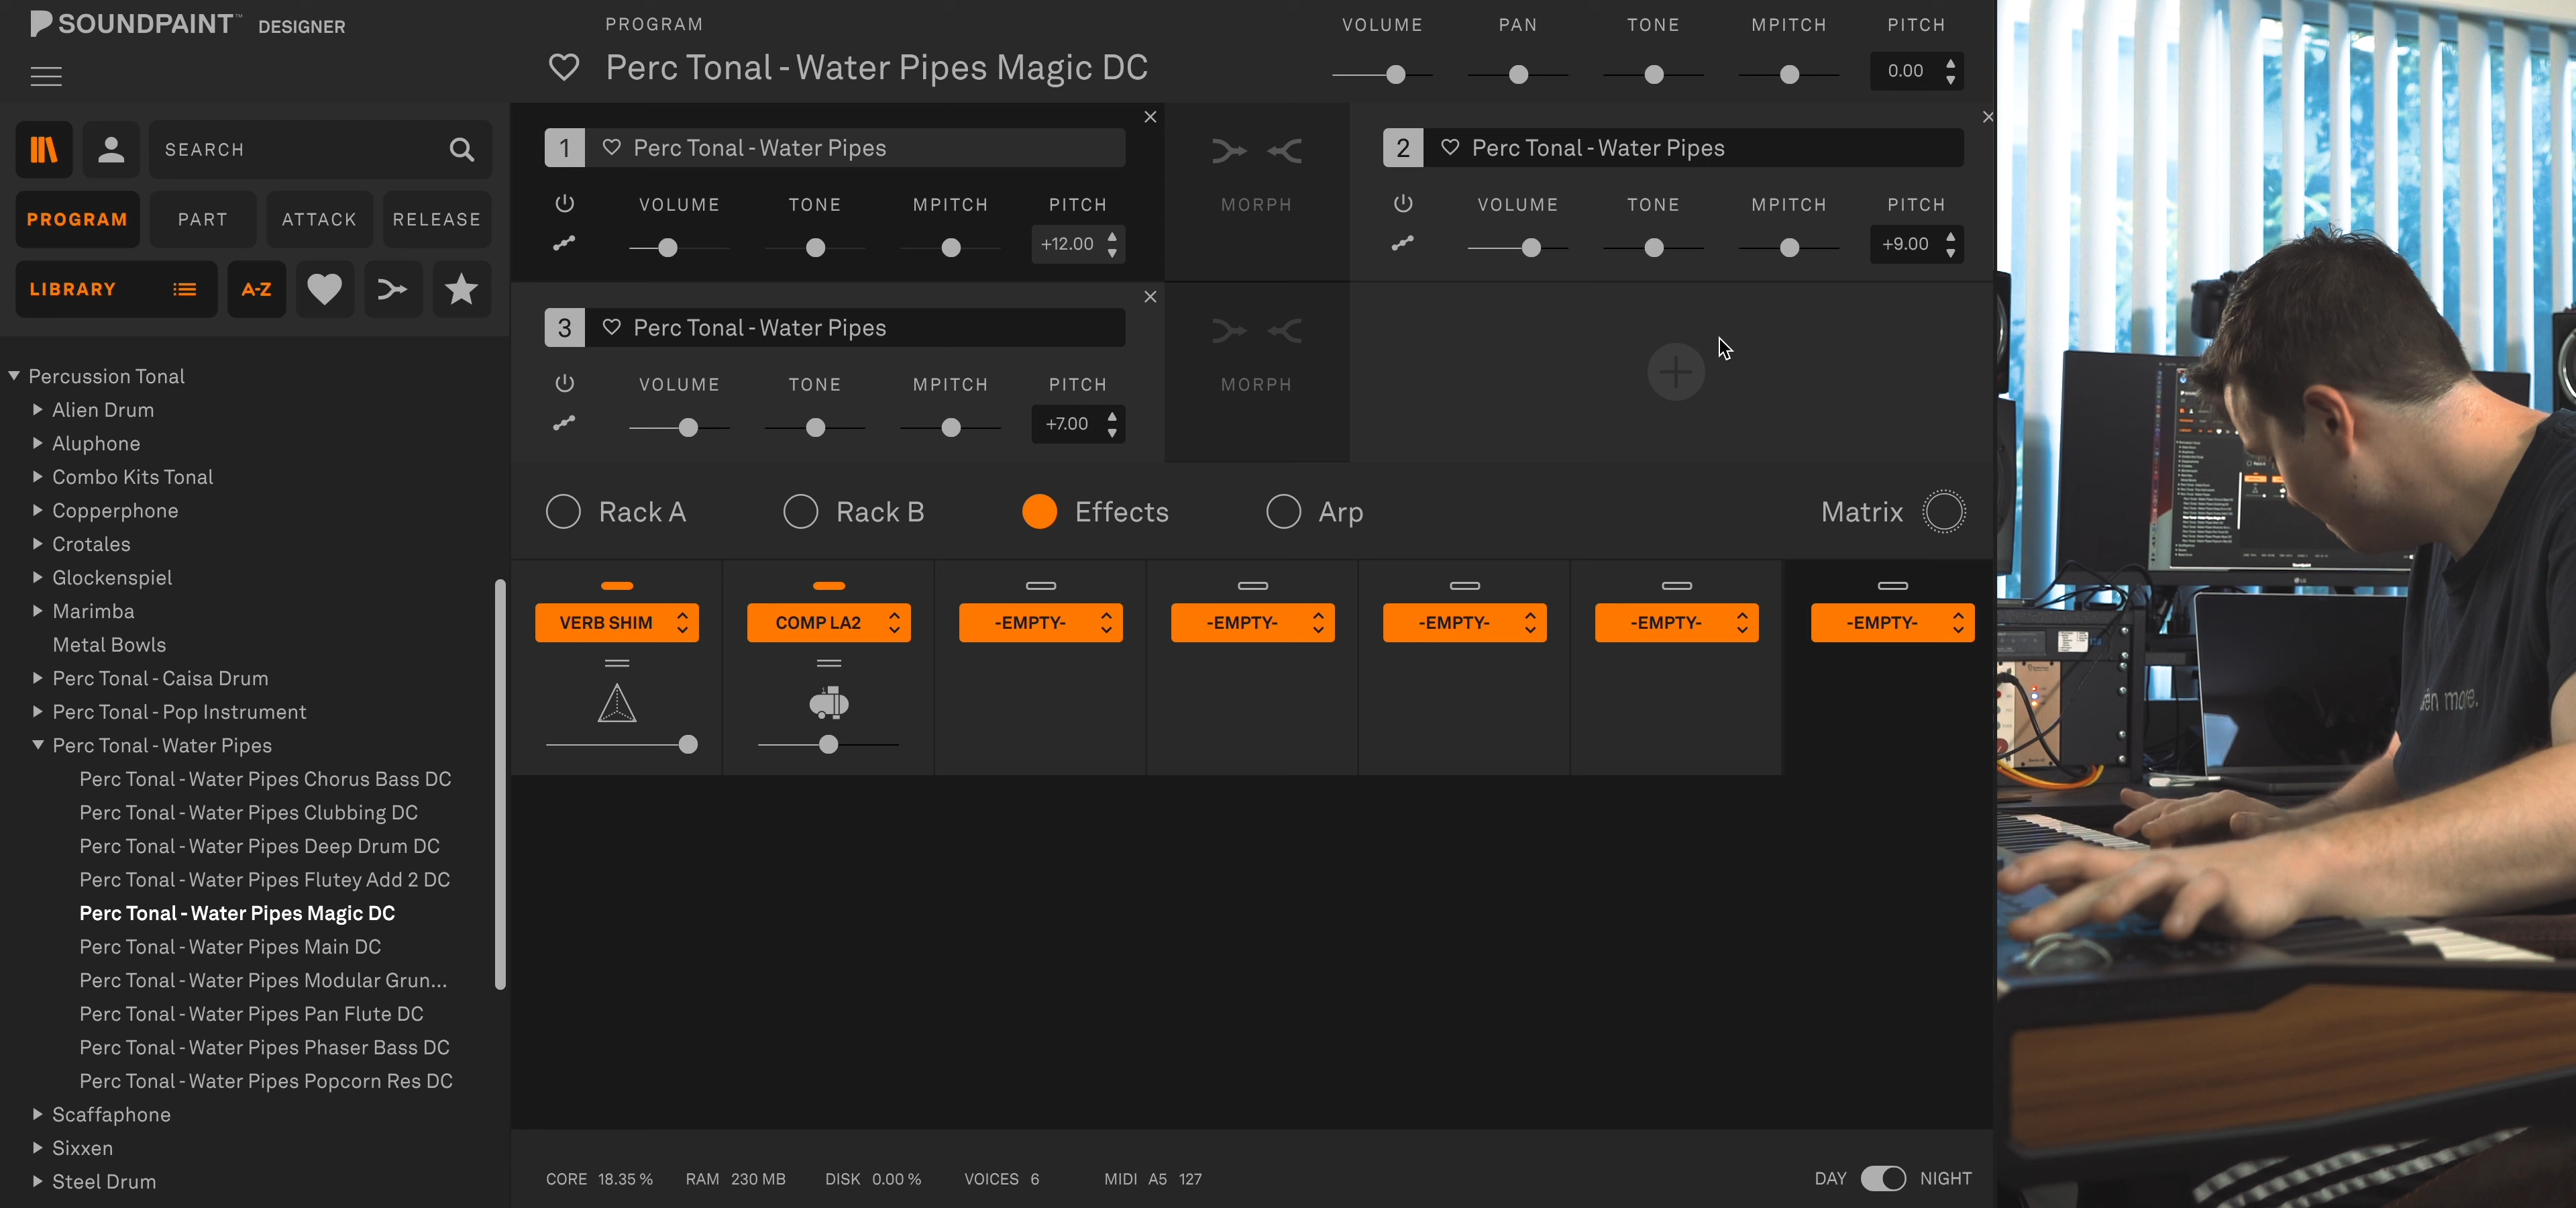 SOUNDPAINT™ DESIGNER
PROGRAM
Perc Tonal - Water Pipes Magic DC
VOLUME PAN TONE MPITCH PITCH
0.00
SEARCH
PROGRAM PART ATTACK RELEASE
LIBRARY A-Z
Percussion Tonal
Alien Drum
Aluphone
Combo Kits Tonal
Copperphone
Crotales
Glockenspiel
Marimba
Metal Bowls
Perc Tonal - Caisa Drum
Perc Tonal - Pop Instrument
Perc Tonal - Water Pipes
Perc Tonal - Water Pipes Chorus Bass DC
Perc Tonal - Water Pipes Clubbing DC
Perc Tonal - Water Pipes Deep Drum DC
Perc Tonal - Water Pipes Flutey Add 2 DC
Perc Tonal - Water Pipes Magic DC
Perc Tonal - Water Pipes Main DC
Perc Tonal - Water Pipes Modular Grun...
Perc Tonal - Water Pipes Pan Flute DC
Perc Tonal - Water Pipes Phaser Bass DC
Perc Tonal - Water Pipes Popcorn Res DC
Scaffaphone
Sixxen
Steel Drum
1 Perc Tonal - Water Pipes
VOLUME TONE MPITCH PITCH
+12.00
MORPH
2 Perc Tonal - Water Pipes
VOLUME TONE MPITCH PITCH
+9.00
3 Perc Tonal - Water Pipes
VOLUME TONE MPITCH PITCH
+7.00
MORPH
Rack A Rack B Effects Arp Matrix
VERB SHIM COMP LA2 -EMPTY- -EMPTY- -EMPTY- -EMPTY- -EMPTY-
CORE 18.35 % RAM 230 MB DISK 0.00 % VOICES 6 MIDI A5 127
DAY NIGHT
more.